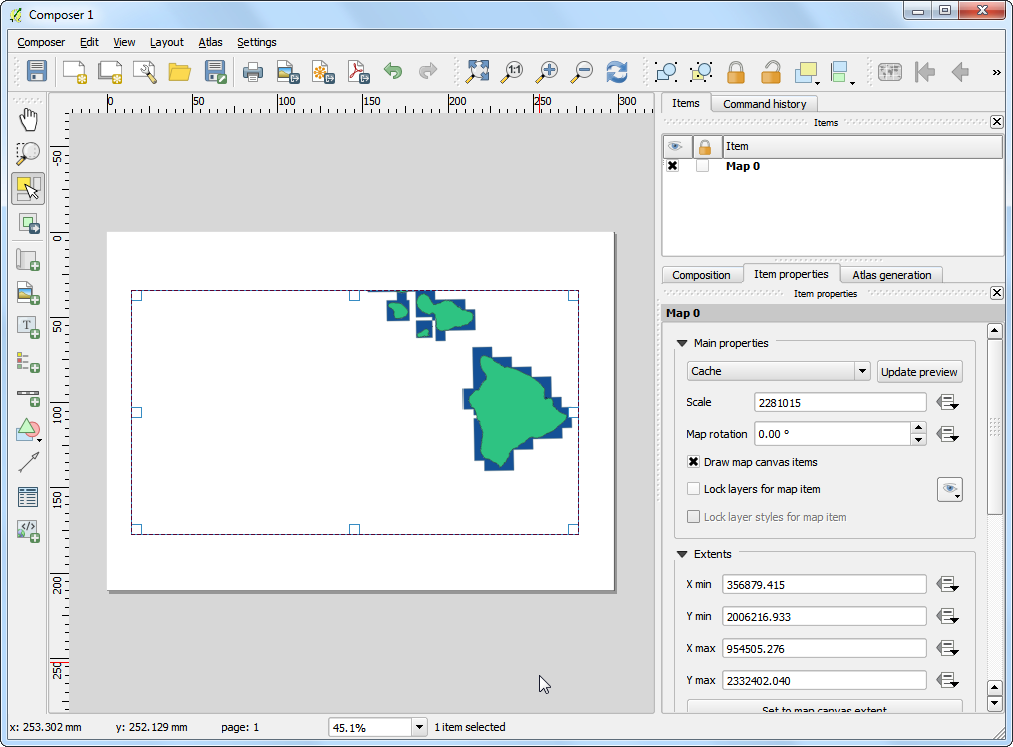 Composer 1
Composer Edit View Layout Atlas Settings
1:1
0 50 100 150 200 250 300
Items Command history
Items
Item
Map 0
-50
0
50
100
150
200
250
T
Composition Item properties Atlas generation
Item properties
Map 0
Main properties
Cache Update preview
Scale 2281015
Map rotation 0.00 °
Draw map canvas items
Lock layers for map item
Lock layer styles for map item
Extents
X min 356879.415
Y min 2006216.933
X max 954505.276
Y max 2332402.040
Set to map canvas extent
x: 253.302 mm y: 252.129 mm page: 1 45.1% 1 item selected